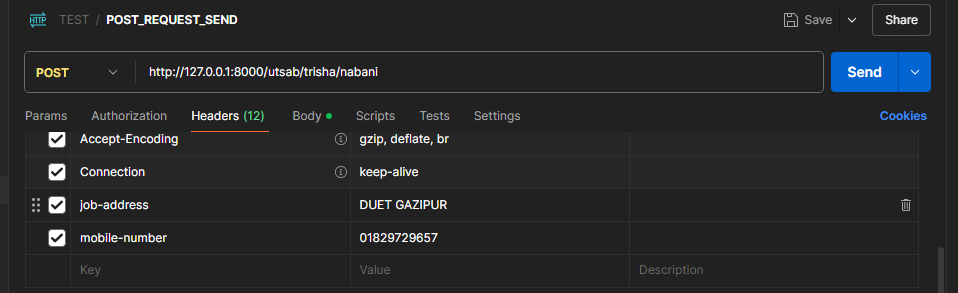 HTTP TEST / POST_REQUEST_SEND Save Share
POST http://127.0.0.1:8000/utsab/trisha/nabani Send
Params Authorization Headers (12) Body Scripts Tests Settings Cookies
Accept-Encoding gzip, deflate, br
Connection keep-alive
job-address DUET GAZIPUR
mobile-number 01829729657
Key Value Description